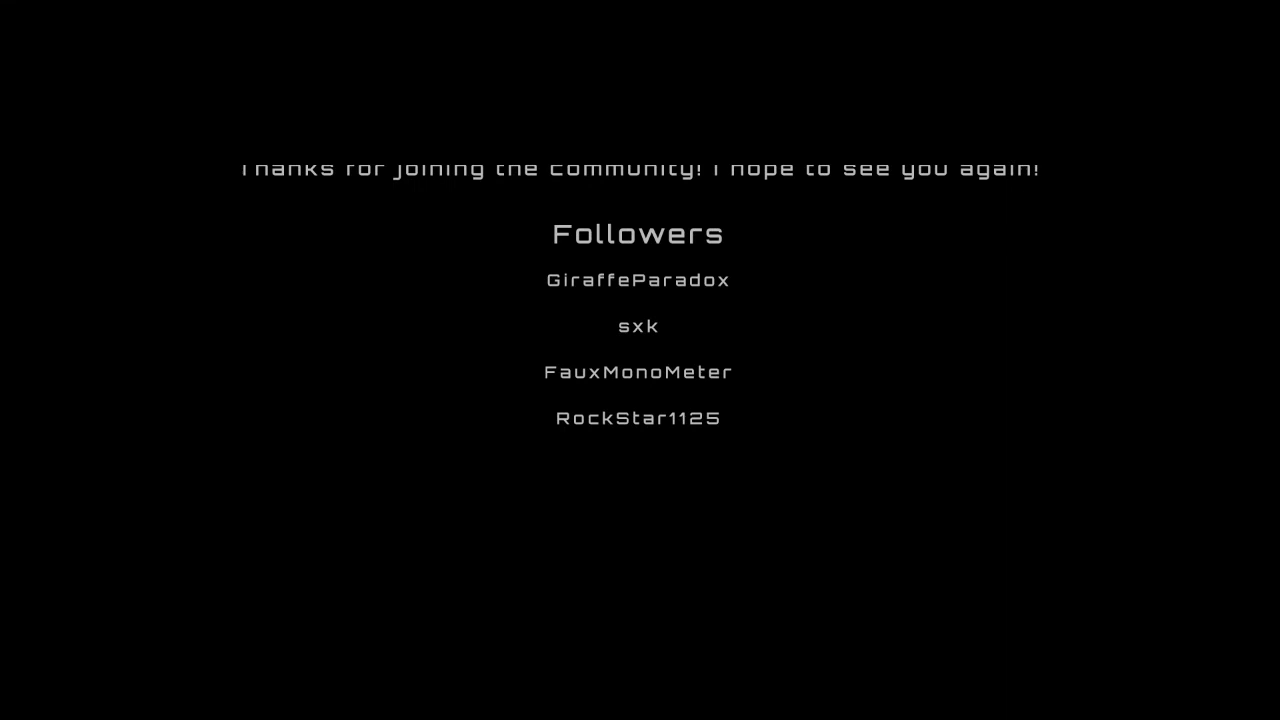 Thanks for joining the community! I hope to see you again!
Followers
GiraffeParadox
sxk
FauxMonoMeter
RockStar1125